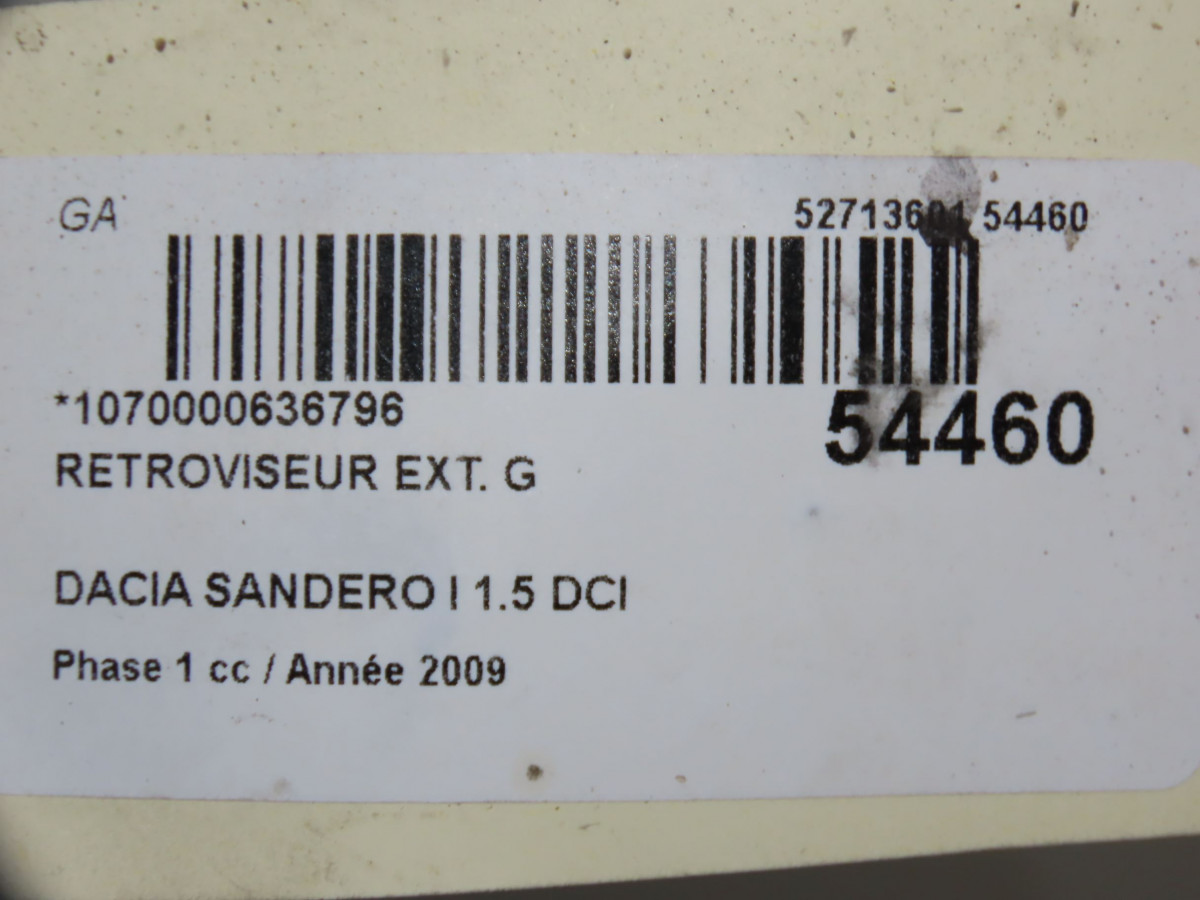 GA
52713601 54460
*1070000636796
54460
RETROVISEUR EXT. G
DACIA SANDERO I 1.5 DCI
Phase 1 cc / Année 2009